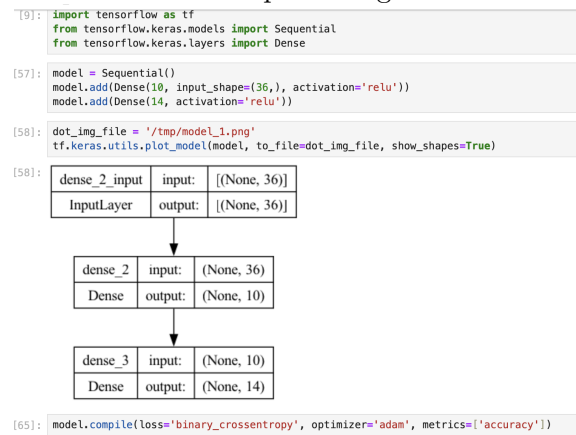 [9]: import tensorflow as tf
from tensorflow.keras.models import Sequential
from tensorflow.keras.layers import Dense
[57]: model = Sequential()
model.add(Dense(10, input_shape=(36,), activation='relu'))
model.add(Dense(14, activation='relu'))
[58]: dot_img_file = '/tmp/model_1.png'
tf.keras.utils.plot_model(model, to_file=dot_img_file, show_shapes=True)
[58]:
dense_2_input input: [(None, 36)]
InputLayer output: [(None, 36)]
dense_2 input: (None, 36)
Dense output: (None, 10)
dense_3 input: (None, 10)
Dense output: (None, 14)
[65]: model.compile(loss='binary_crossentropy', optimizer='adam', metrics=['accuracy'])